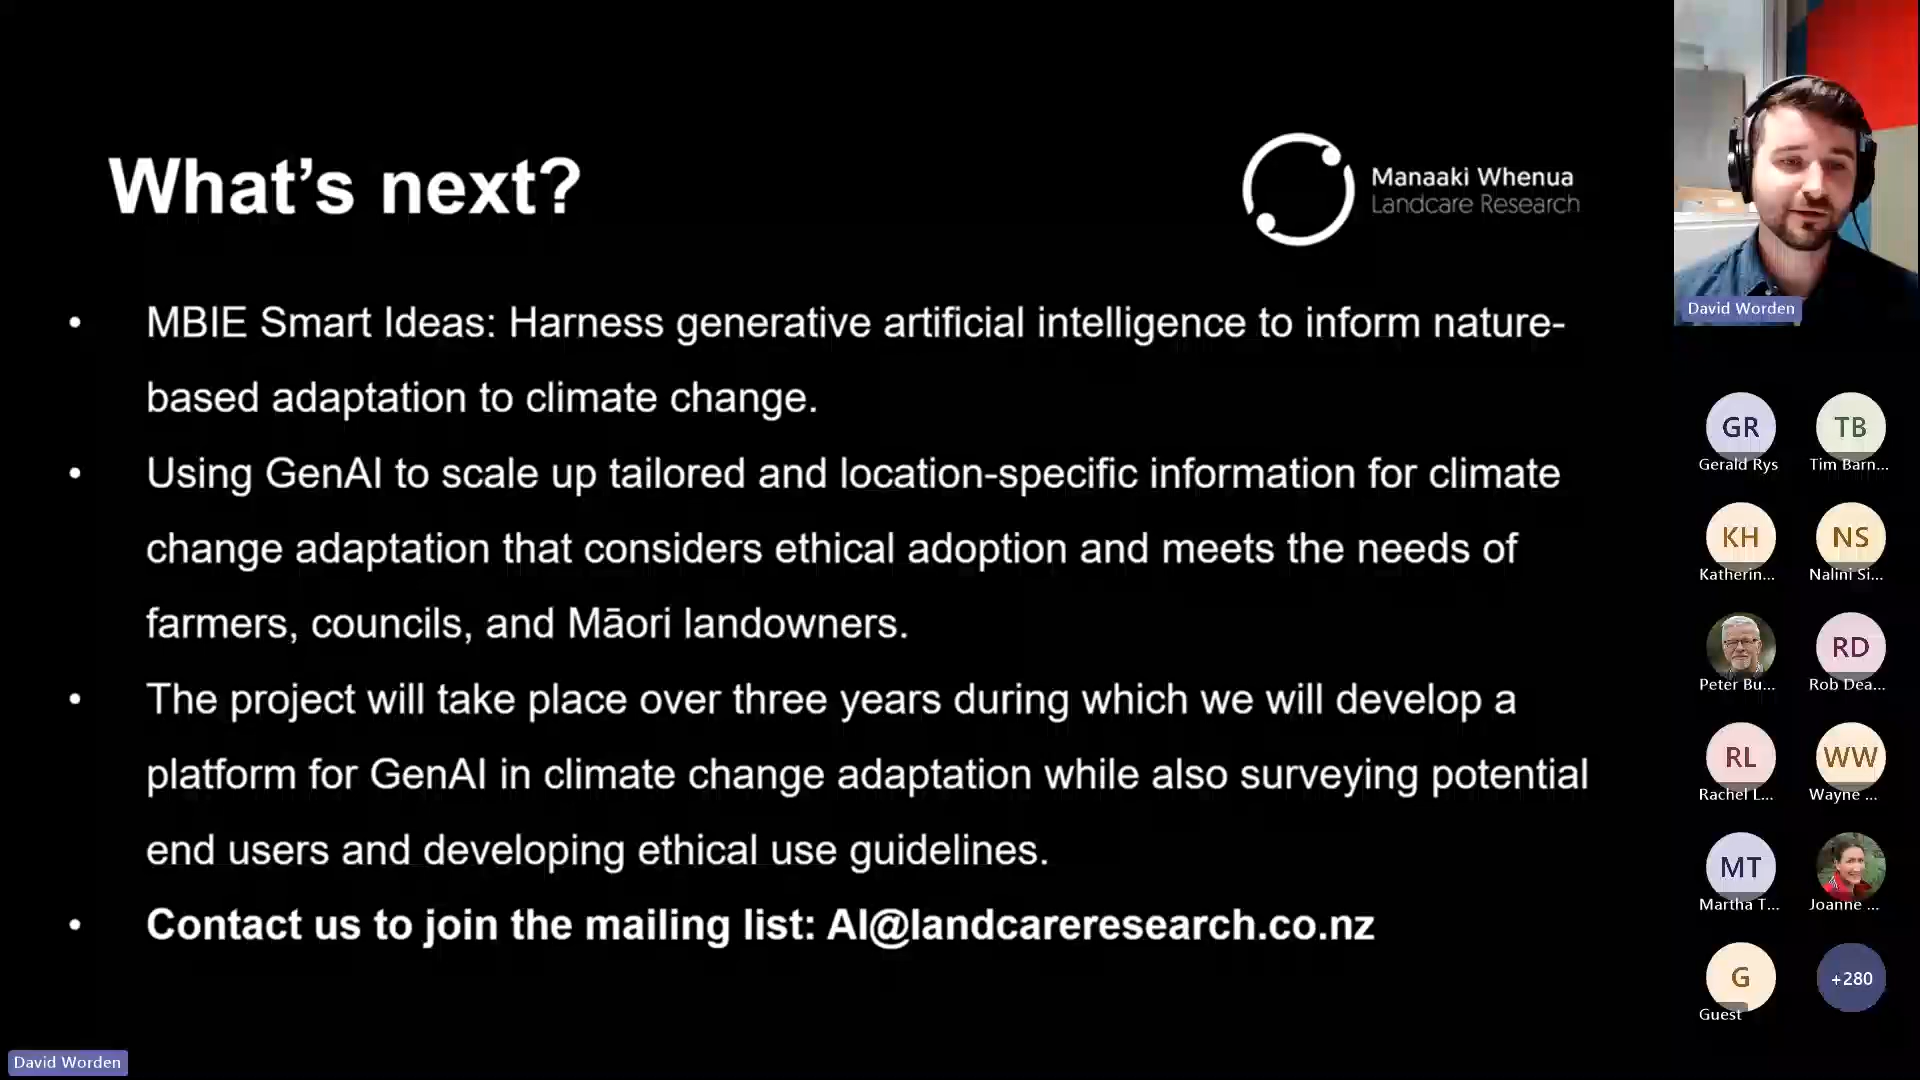 What's next?
Manaaki Whenua
Landcare Research
• MBIE Smart Ideas: Harness generative artificial intelligence to inform nature-
based adaptation to climate change.
• Using GenAI to scale up tailored and location-specific information for climate
change adaptation that considers ethical adoption and meets the needs of
farmers, councils, and Māori landowners.
• The project will take place over three years during which we will develop a
platform for GenAI in climate change adaptation while also surveying potential
end users and developing ethical use guidelines.
• Contact us to join the mailing list: AI@landcareresearch.co.nz
David Worden
GR TB
Gerald Rys Tim Barn...
KH NS
Katherin... Nalini Si...
RD
Peter Bu... Rob Dea...
RL WW
Rachel L... Wayne ...
MT
Martha T... Joanne ...
G +280
Guest
David Worden